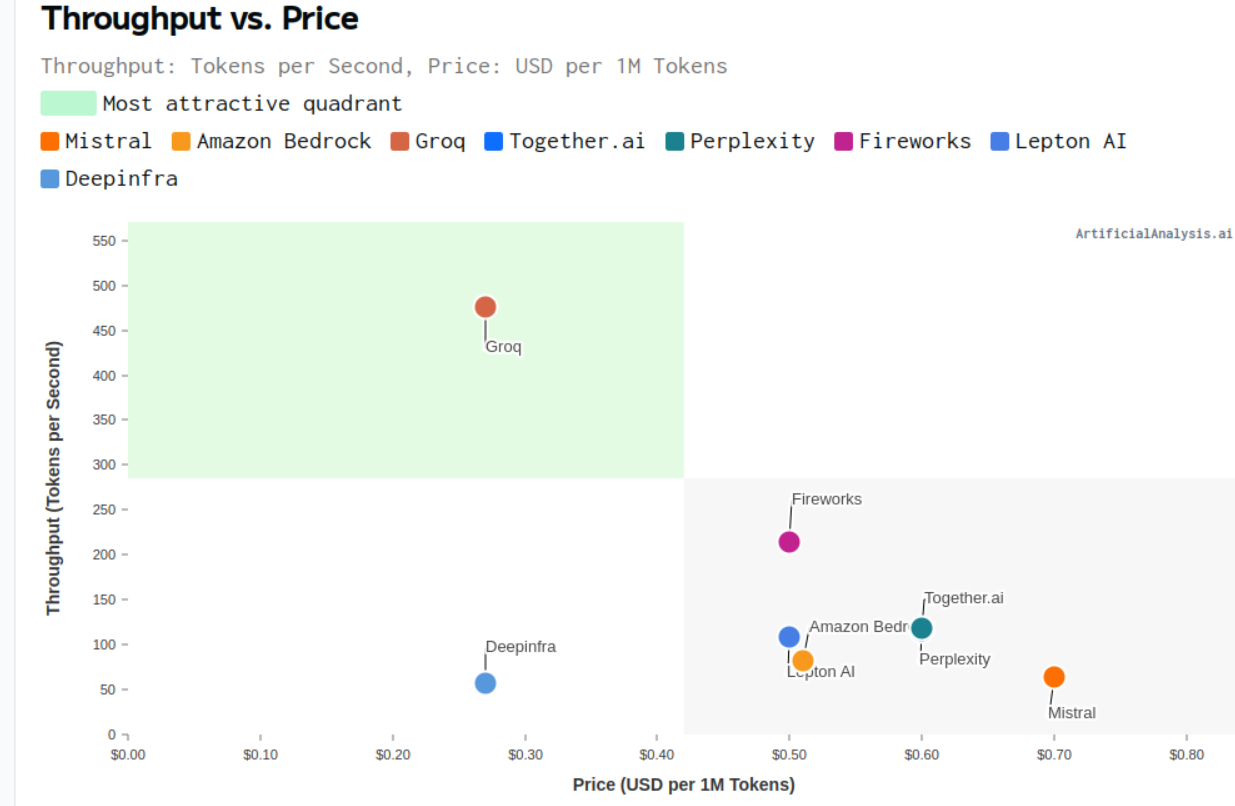 Throughput vs. Price
Throughput: Tokens per Second, Price: USD per 1M Tokens
Most attractive quadrant
Mistral Amazon Bedrock Groq Together.ai Perplexity Fireworks Lepton AI
Deepinfra
ArtificialAnalysis.ai
Throughput (Tokens per Second)
550
500
450
400
350
300
250
200
150
100
50
0
Groq
Fireworks
Together.ai
Amazon Bedr
Deepinfra
Perplexity
Lepton AI
Mistral
$0.00 $0.10 $0.20 $0.30 $0.40 $0.50 $0.60 $0.70 $0.80
Price (USD per 1M Tokens)